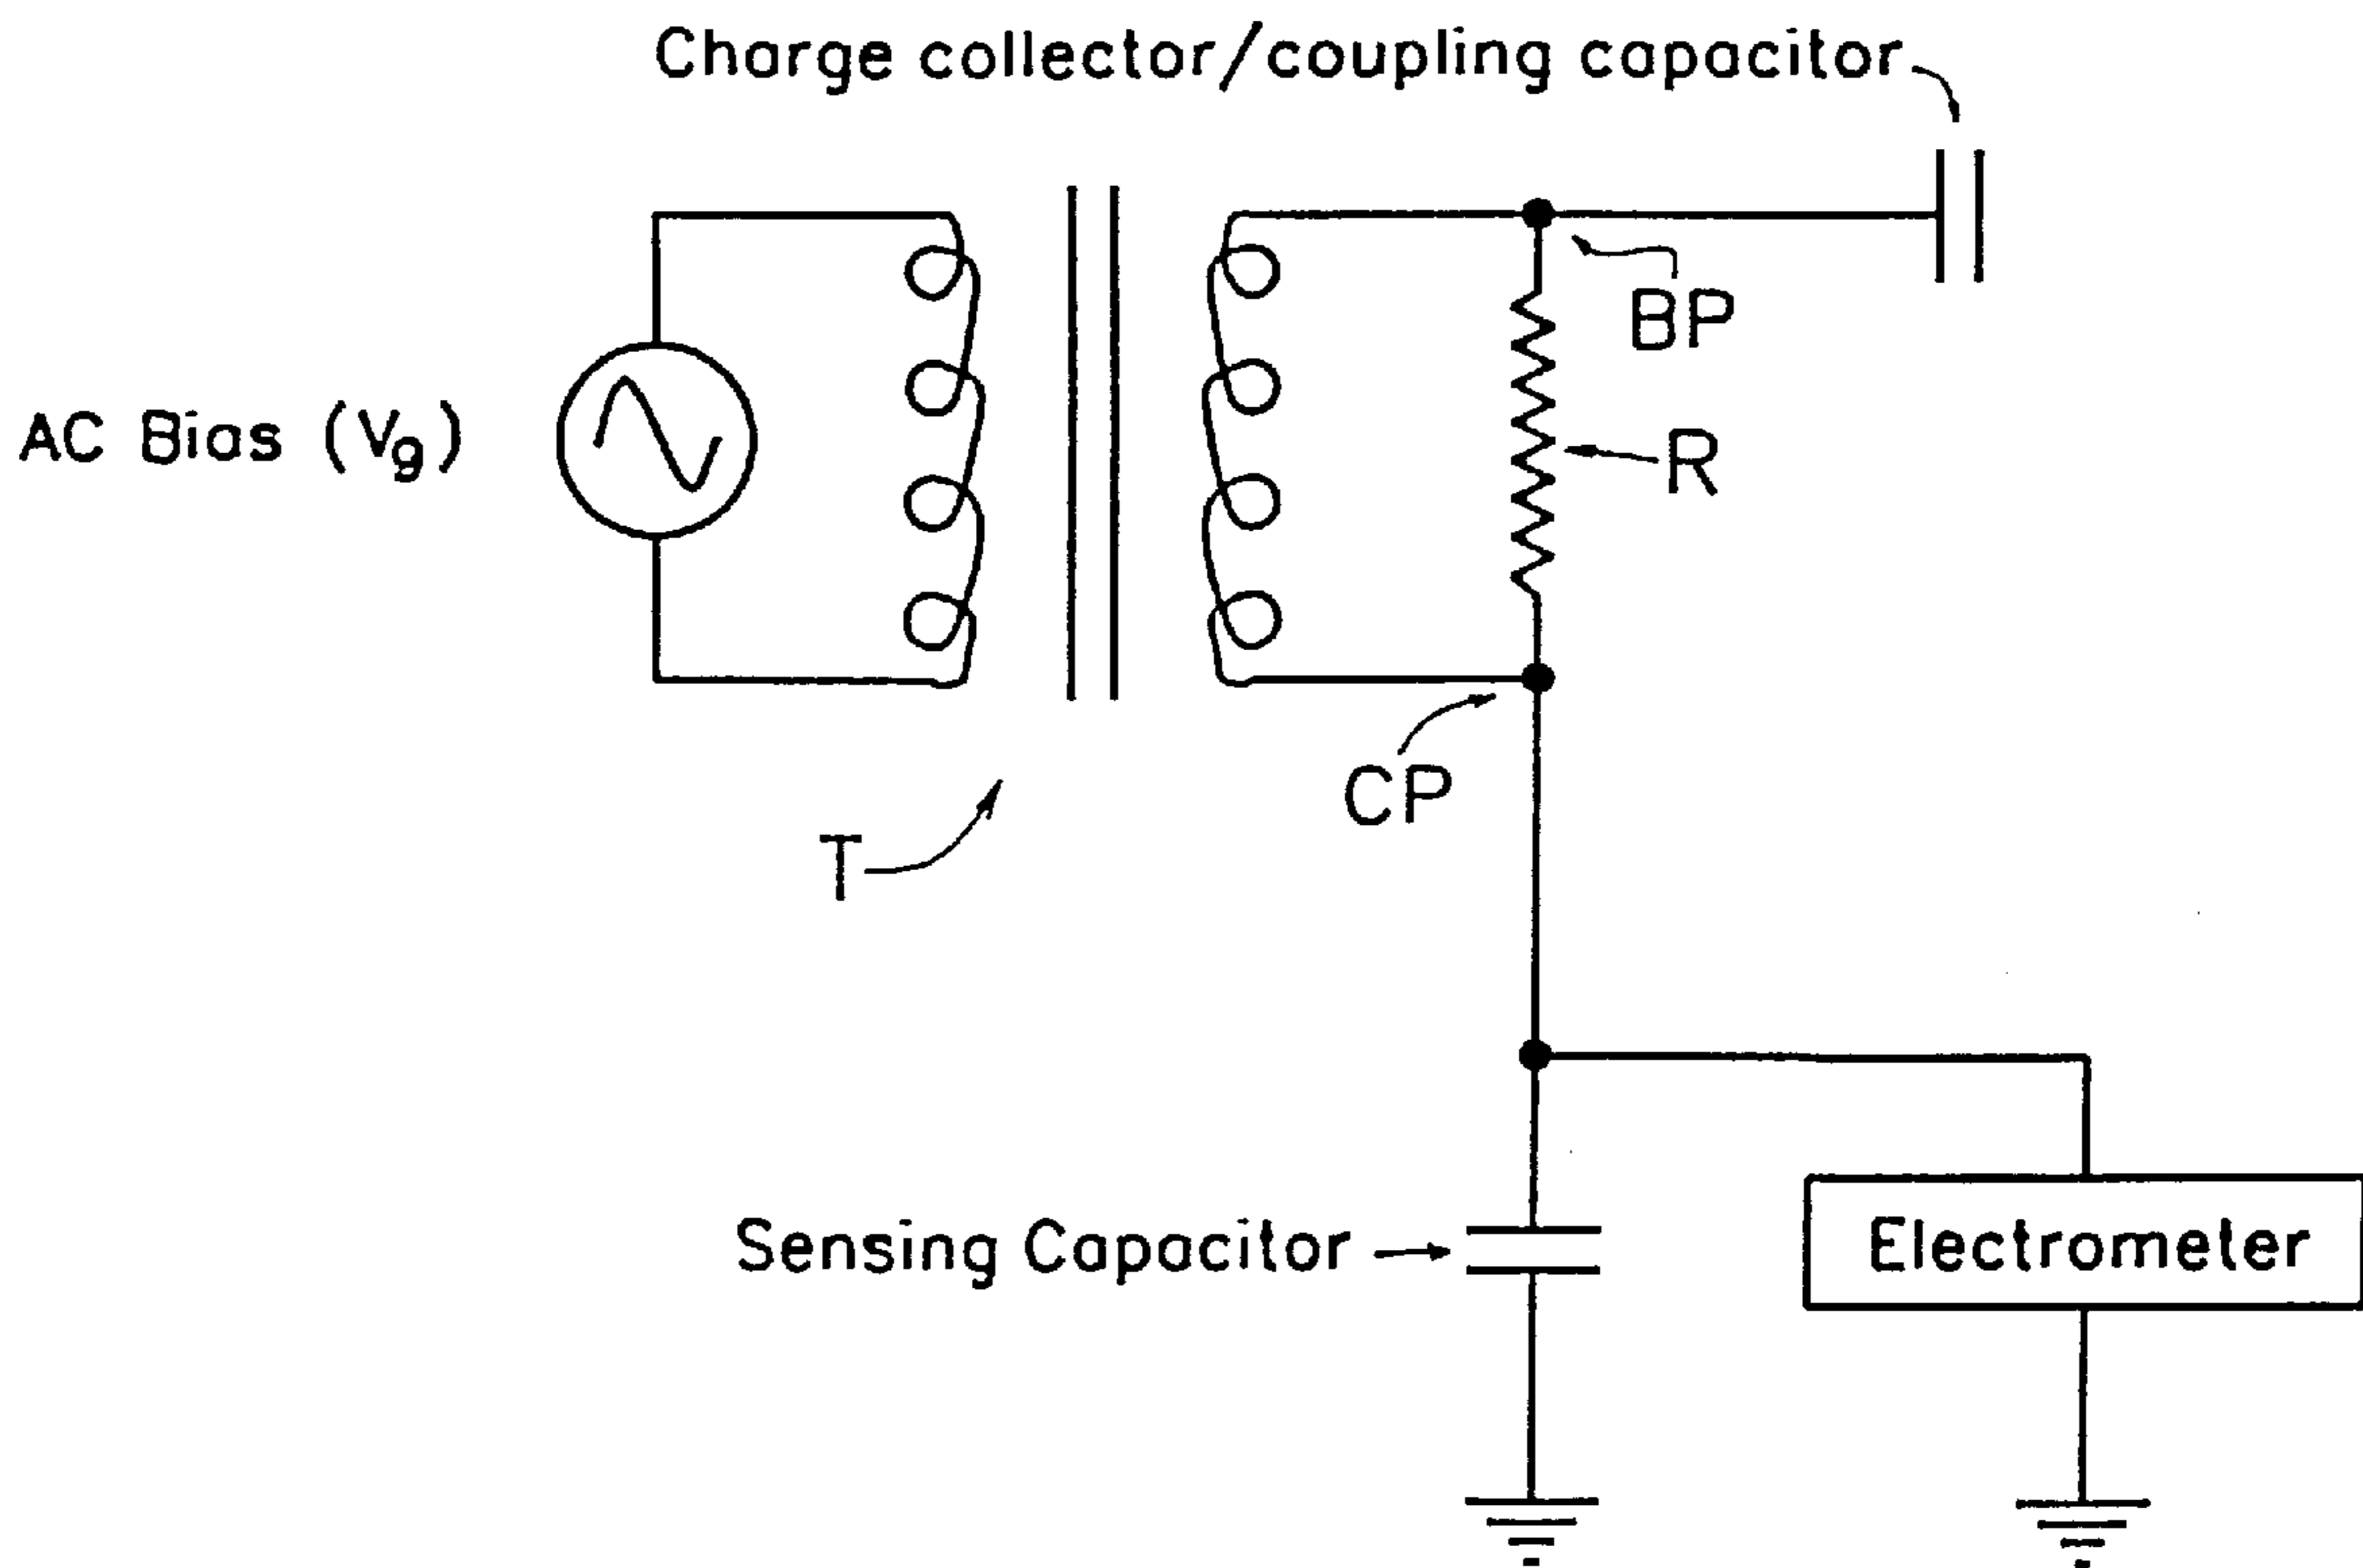 Charge collector/coupling capacitor
BP
AC Bias (Vg)
R
CP
T
Sensing Capacitor
Electrometer